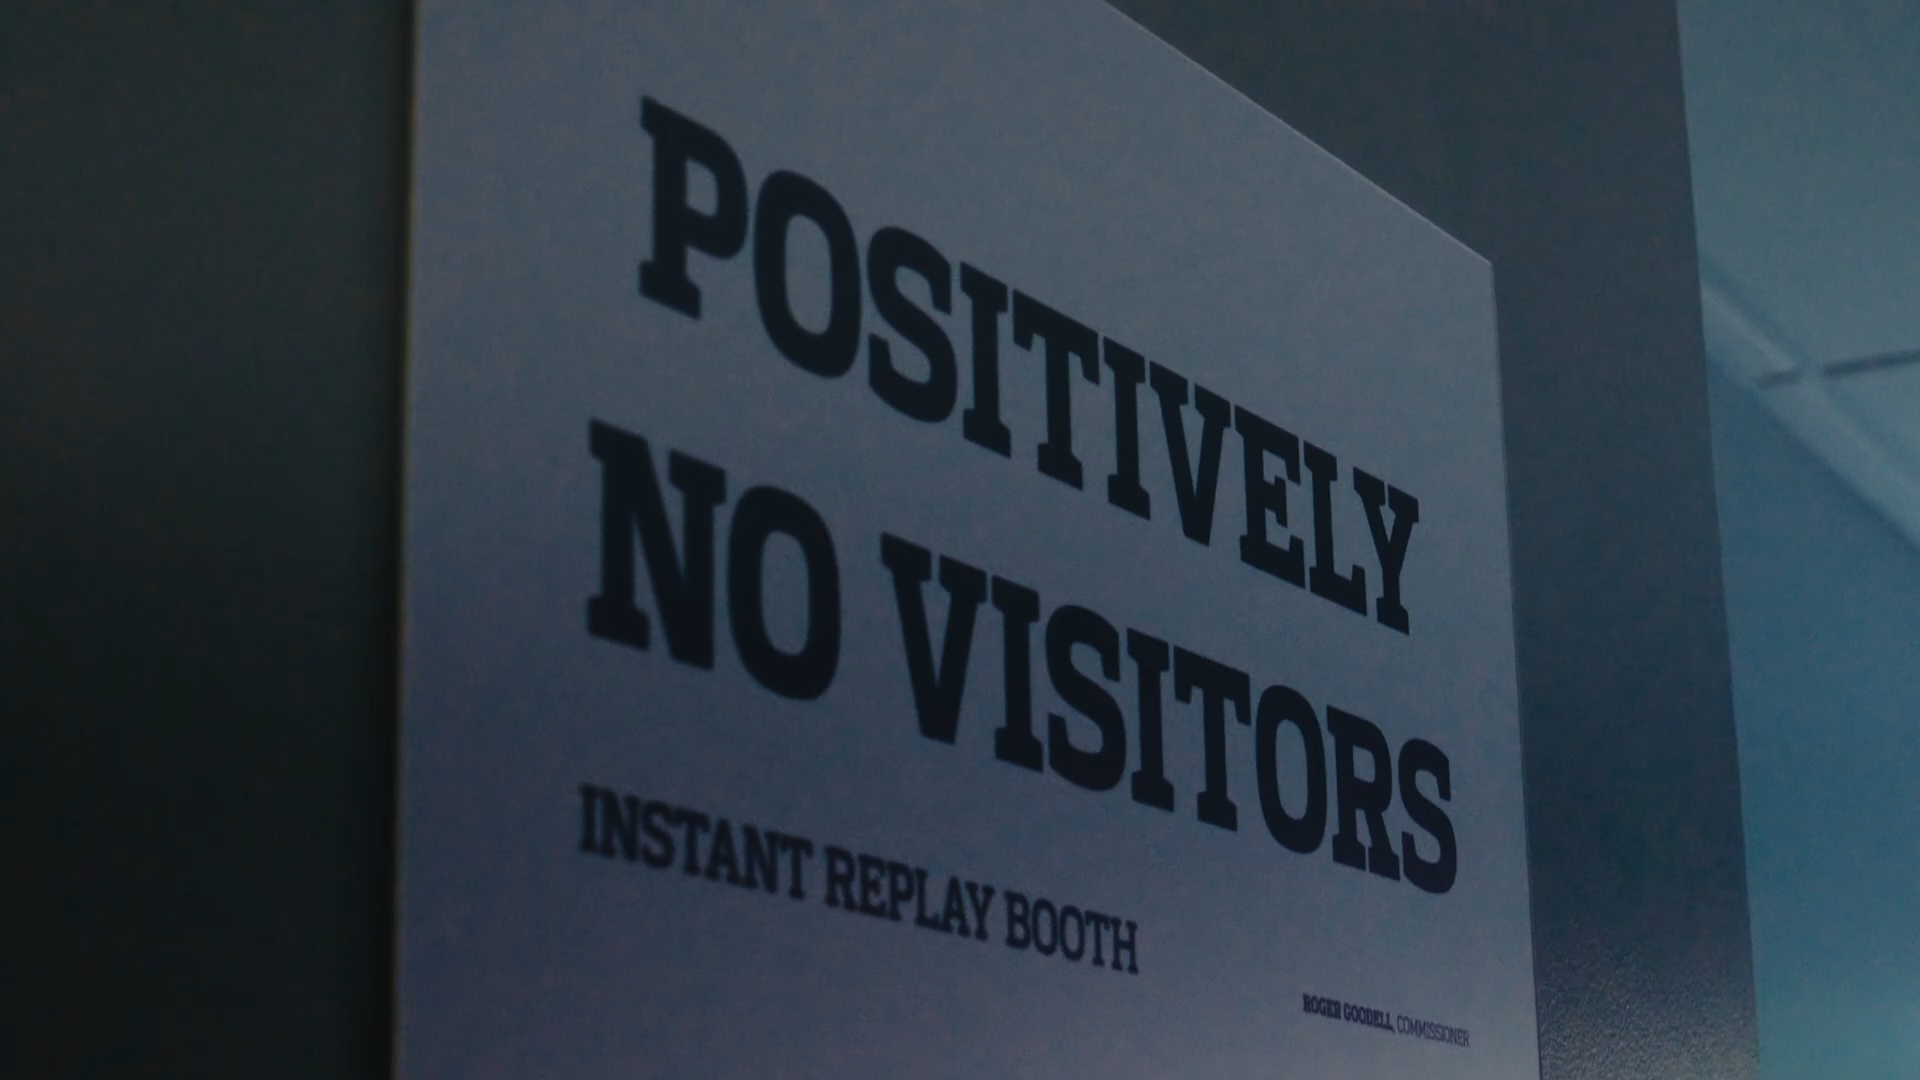 POSITIVELY
NO VISITORS
INSTANT REPLAY BOOTH
ROGER GOODELL, COMMISSIONER